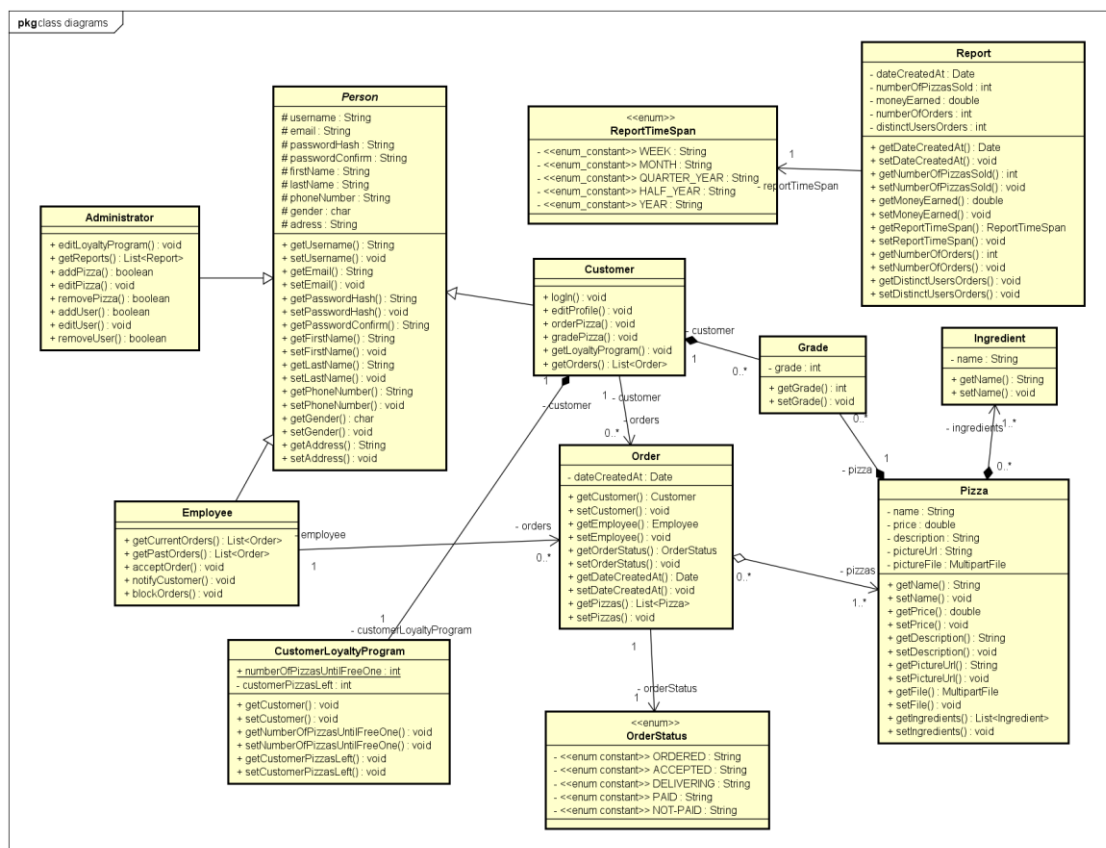 pkg class diagrams
Report
- dateCreatedAt : Date
- numberOfPizzasSold : int
- moneyEarned : double
- numberOfOrders : int
- distinctUsersOrders : int
+ getDateCreatedAt() : Date
+ setDateCreatedAt() : void
+ getNumberOfPizzasSold() : int
+ setNumberOfPizzasSold() : void
+ getMoneyEarned() : double
+ setMoneyEarned() : void
+ getReportTimeSpan() : ReportTimeSpan
+ setReportTimeSpan() : void
+ getNumberOfOrders() : int
+ setNumberOfOrders() : void
+ getDistinctUsersOrders() : void
+ setDistinctUsersOrders() : void
Person
# username : String
# email : String
# passwordHash : String
# passwordConfirm : String
# firstName : String
# lastName : String
# phoneNumber : String
# gender : char
# adress : String
+ getUsername() : String
+ setUsername() : void
+ getEmail() : String
+ setEmail() : void
+ getPasswordHash() : String
+ setPasswordHash() : void
+ getPasswordConfirm() : String
+ getFirstName() : String
+ setFirstName() : void
+ getLastName() : String
+ setLastName() : void
+ getPhoneNumber() : String
+ setPhoneNumber() : void
+ getGender() : char
+ setGender() : void
+ getAddress() : String
+ setAddress() : void
<<enum>>
ReportTimeSpan
- <<enum_constant>> WEEK : String
- <<enum_constant>> MONTH : String
- <<enum_constant>> QUARTER_YEAR : String
- <<enum_constant>> HALF_YEAR : String
- <<enum_constant>> YEAR : String
1
- reportTimeSpan
Administrator
+ editLoyaltyProgram() : void
+ getReports() : List<Report>
+ addPizza() : boolean
+ editPizza() : void
+ removePizza() : boolean
+ addUser() : boolean
+ editUser() : void
+ removeUser() : boolean
Customer
+ logIn() : void
+ editProfile() : void
+ orderPizza() : void
+ gradePizza() : void
+ getLoyaltyProgram() : void
+ getOrders() : List<Order>
- customer
1
0..*
Grade
- grade : int
+ getGrade() : int
+ setGrade() : void
Ingredient
- name : String
+ getName() : String
+ setName() : void
1
- customer
1
- customer
- orders
0..*
0..*
1
- pizza
1..*
- ingredients
0..*
Order
- dateCreatedAt : Date
+ getCustomer() : Customer
+ setCustomer() : void
+ getEmployee() : Employee
+ setEmployee() : void
+ getOrderStatus() : OrderStatus
+ setOrderStatus() : void
+ getDateCreatedAt() : Date
+ setDateCreatedAt() : void
+ getPizzas() : List<Pizza>
+ setPizzas() : void
Pizza
- name : String
- price : double
- description : String
- pictureUrl : String
- pictureFile : MultipartFile
+ getName() : String
+ setName() : void
+ getPrice() : double
+ setPrice() : void
+ getDescription() : String
+ setDescription() : void
+ getPictureUrl() : String
+ setPictureUrl() : void
+ getFile() : MultipartFile
+ setFile() : void
+ getIngredients() : List<Ingredient>
+ setIngredients() : void
Employee
+ getCurrentOrders() : List<Order>
+ getPastOrders() : List<Order>
+ acceptOrder() : void
+ notifyCustomer() : void
+ blockOrders() : void
- employee
1
- orders
0..*
0..*
- pizzas
1..*
1
- customerLoyaltyProgram
CustomerLoyaltyProgram
+ numberOfPizzasUntilFreeOne : int
- customerPizzasLeft : int
+ getCustomer() : void
+ setCustomer() : void
+ getNumberOfPizzasUntilFreeOne() : void
+ setNumberOfPizzasUntilFreeOne() : void
+ getCustomerPizzasLeft() : void
+ setCustomerPizzasLeft() : void
1
- orderStatus
1
<<enum>>
OrderStatus
- <<enum constant>> ORDERED : String
- <<enum constant>> ACCEPTED : String
- <<enum constant>> DELIVERING : String
- <<enum constant>> PAID : String
- <<enum constant>> NOT-PAID : String